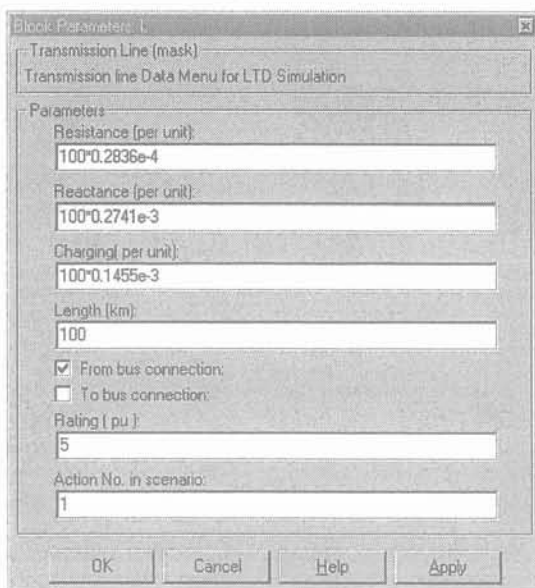 Block Parameters: L
Transmission Line (mask)
Transmission line Data Menu for LTD Simulation
Parameters
Resistance (per unit):
100*0.2836e-4
Reactance (per unit):
100*0.2741e-3
Charging( per unit):
100*0.1455e-3
Length (km):
100
From bus connection:
To bus connection:
Rating ( pu ):
5
Action No. in scenario:
1
OK Cancel Help Apply